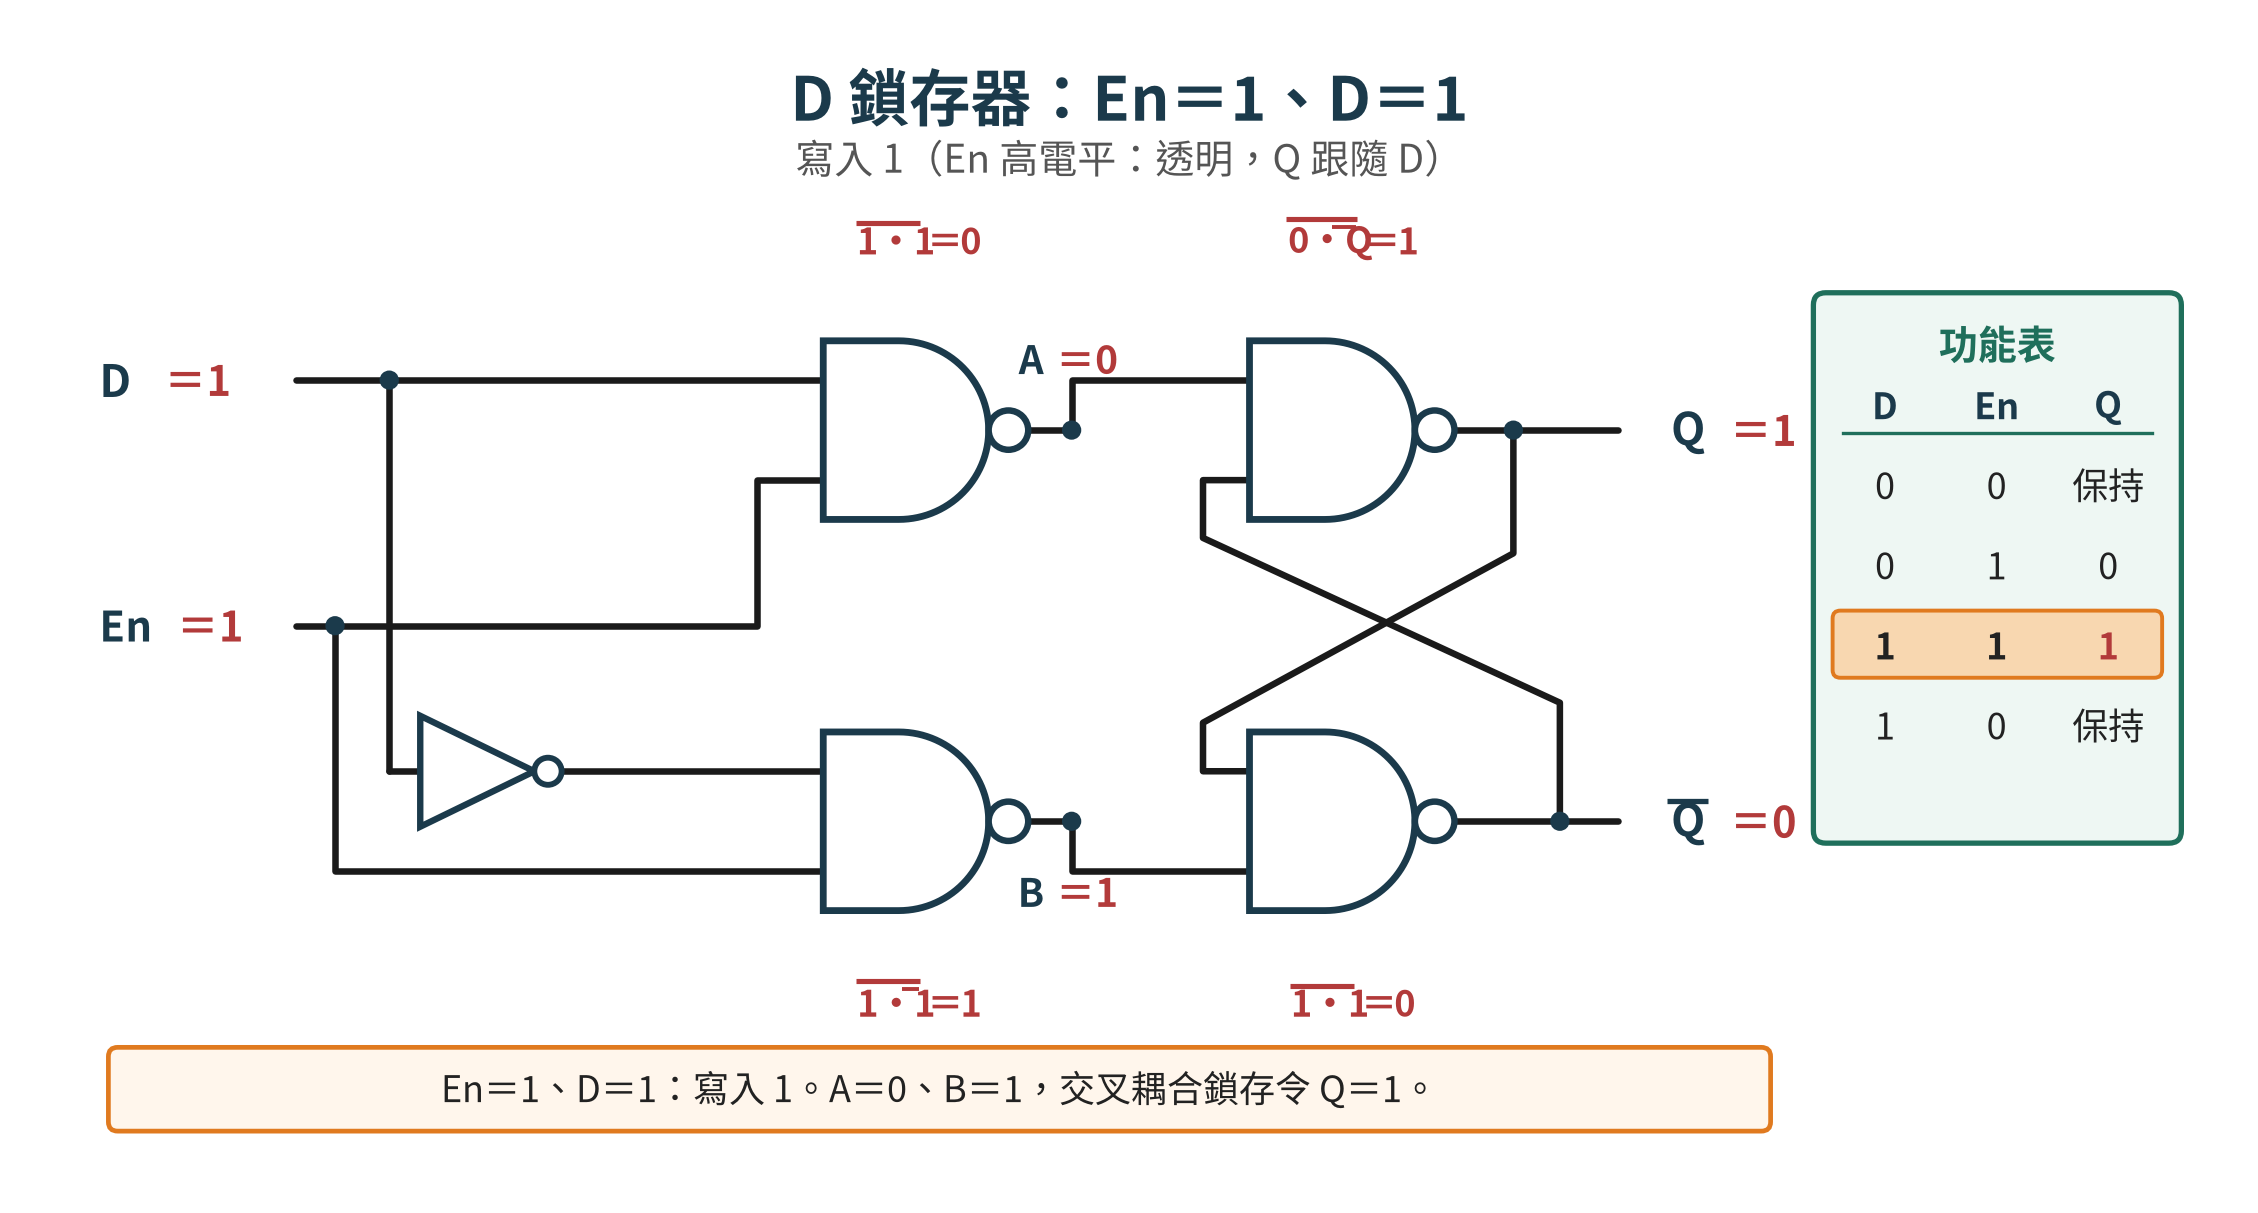 D 鎖存器：En＝1、D＝1
寫入 1（En 高電平：透明，Q 跟隨 D）
1・1＝0
0・Q̅＝1
D ＝1
A ＝0
Q ＝1
En ＝1
B ＝1
Q̅ ＝0
1・1̅＝1
1・1＝0
功能表
D En Q
0 0 保持
0 1 0
1 1 1
1 0 保持
En＝1、D＝1：寫入 1。A＝0、B＝1，交叉耦合鎖存令 Q＝1。